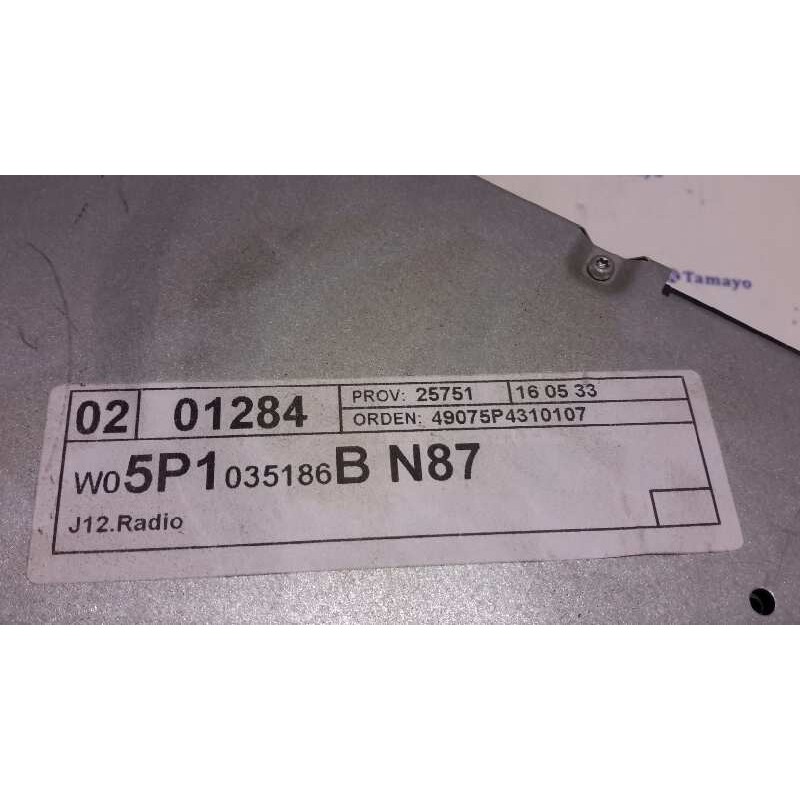 Tamayo
02 01284 PROV: 25751 16 05 33
ORDEN: 49075P4310107
W05P1035186B N87
J12.Radio